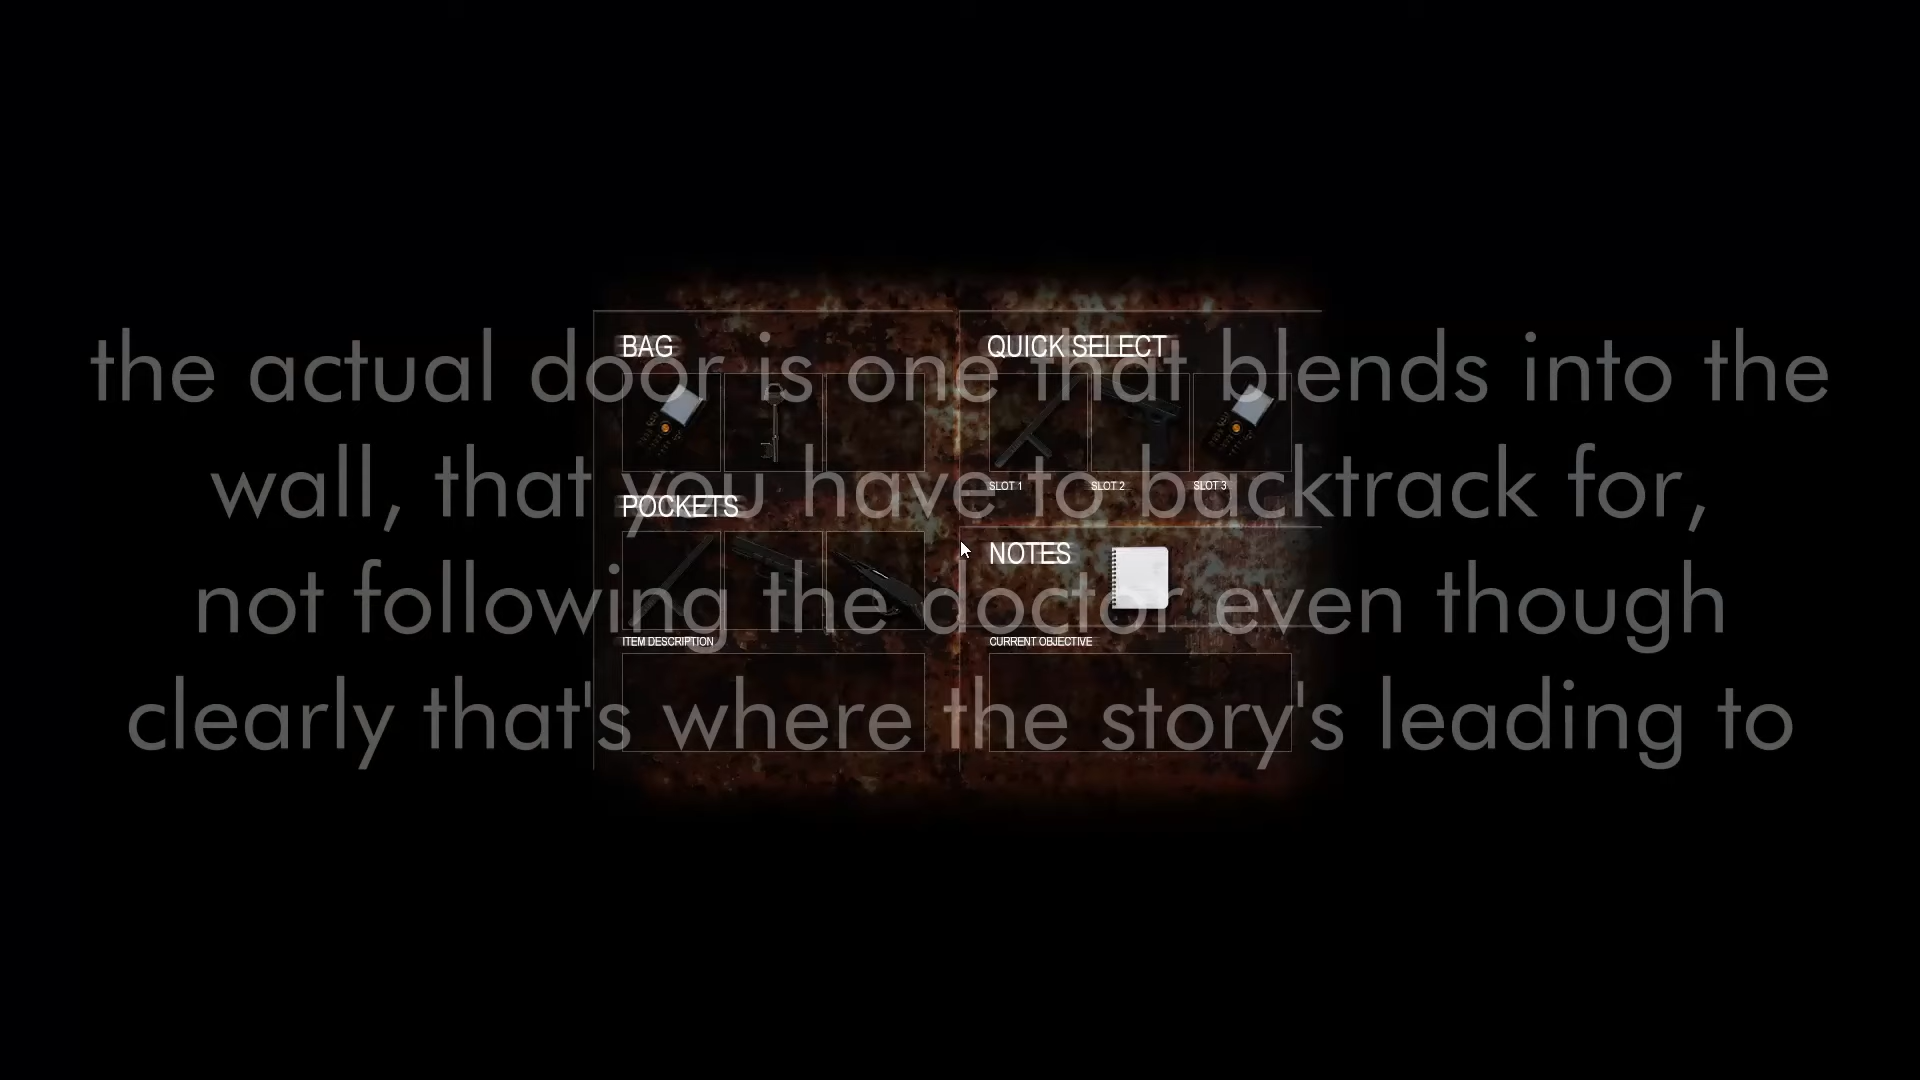 the actual door is one that blends into the
wall, that you have to backtrack for,
not following the doctor even though
clearly that's where the story's leading to
BAG
QUICK SELECT
SLOT 1
SLOT 2
SLOT 3
POCKETS
NOTES
ITEM DESCRIPTION
CURRENT OBJECTIVE